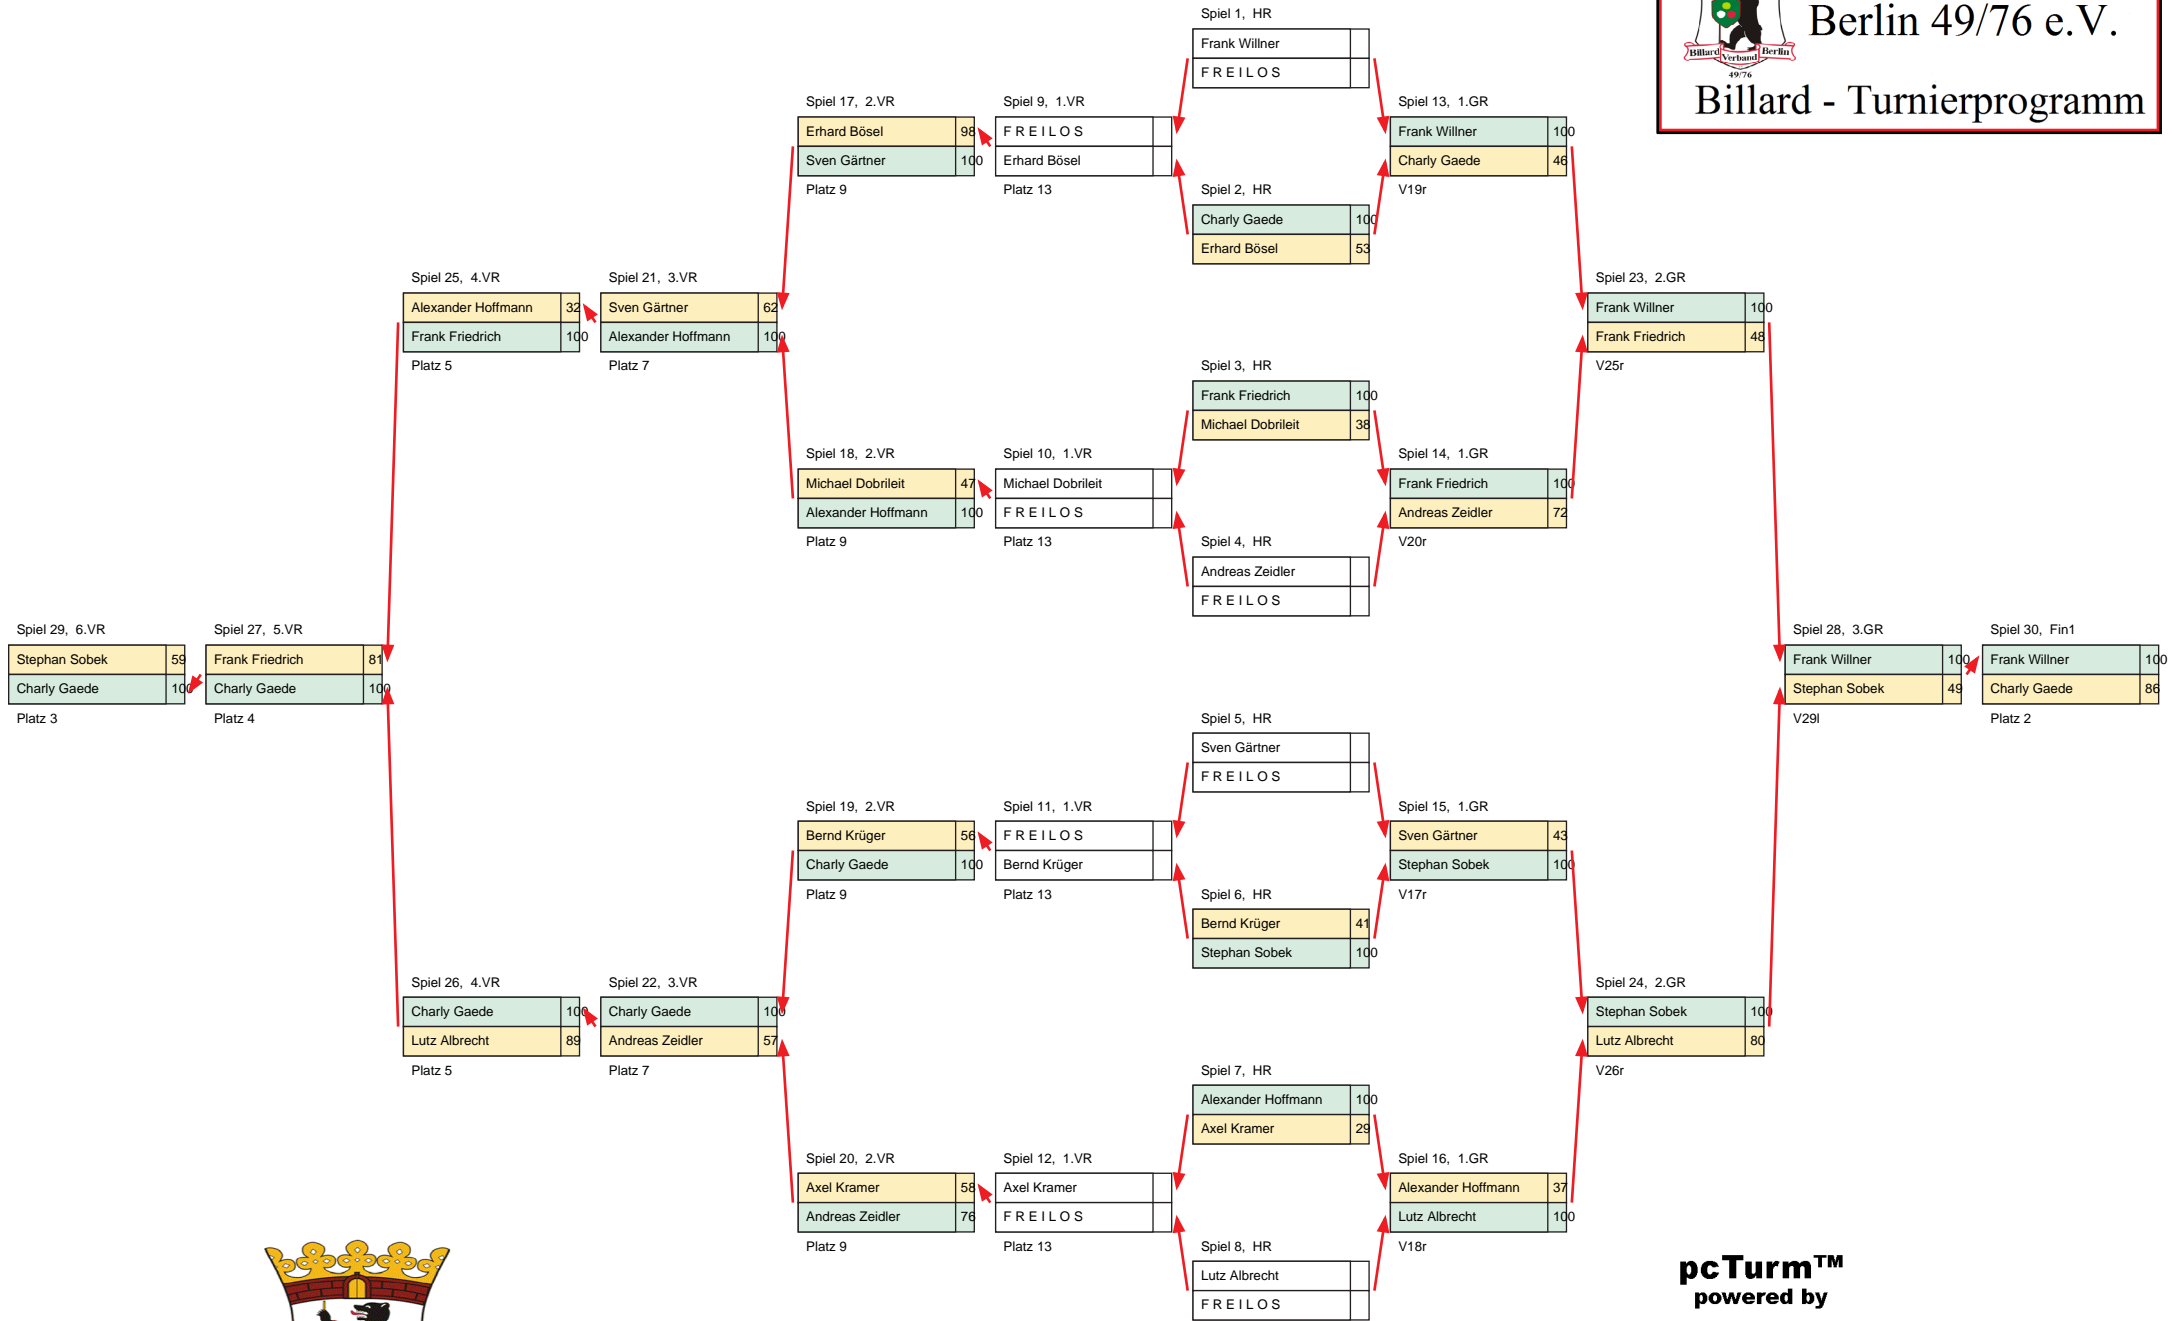 Berlin 49/76 e.V.
Billard Verband Berlin
49/76
Billard - Turnierprogramm
Spiel 29, 6.VR
Stephan Sobek 59
Charly Gaede 100
Platz 3
Spiel 27, 5.VR
Frank Friedrich 81
Charly Gaede 100
Platz 4
Spiel 25, 4.VR
Alexander Hoffmann 32
Frank Friedrich 100
Platz 5
Spiel 26, 4.VR
Charly Gaede 100
Lutz Albrecht 89
Platz 5
Spiel 21, 3.VR
Sven Gärtner 62
Alexander Hoffmann 100
Platz 7
Spiel 22, 3.VR
Charly Gaede 100
Andreas Zeidler 57
Platz 7
Spiel 17, 2.VR
Erhard Bösel 98
Sven Gärtner 100
Platz 9
Spiel 18, 2.VR
Michael Dobrileit 47
Alexander Hoffmann 100
Platz 9
Spiel 19, 2.VR
Bernd Krüger 56
Charly Gaede 100
Platz 9
Spiel 20, 2.VR
Axel Kramer 58
Andreas Zeidler 76
Platz 9
Spiel 9, 1.VR
F R E I L O S
Erhard Bösel
Platz 13
Spiel 10, 1.VR
Michael Dobrileit
F R E I L O S
Platz 13
Spiel 11, 1.VR
F R E I L O S
Bernd Krüger
Platz 13
Spiel 12, 1.VR
Axel Kramer
F R E I L O S
Platz 13
Spiel 1, HR
Frank Willner
F R E I L O S
Spiel 2, HR
Charly Gaede 100
Erhard Bösel 53
Spiel 3, HR
Frank Friedrich 100
Michael Dobrileit 38
Spiel 4, HR
Andreas Zeidler
F R E I L O S
Spiel 5, HR
Sven Gärtner
F R E I L O S
Spiel 6, HR
Bernd Krüger 41
Stephan Sobek 100
Spiel 7, HR
Alexander Hoffmann 100
Axel Kramer 29
Spiel 8, HR
Lutz Albrecht
F R E I L O S
Spiel 13, 1.GR
Frank Willner 100
Charly Gaede 46
V19r
Spiel 14, 1.GR
Frank Friedrich 100
Andreas Zeidler 72
V20r
Spiel 15, 1.GR
Sven Gärtner 43
Stephan Sobek 100
V17r
Spiel 16, 1.GR
Alexander Hoffmann 37
Lutz Albrecht 100
V18r
Spiel 23, 2.GR
Frank Willner 100
Frank Friedrich 48
V25r
Spiel 24, 2.GR
Stephan Sobek 100
Lutz Albrecht 80
V26r
Spiel 28, 3.GR
Frank Willner 100
Stephan Sobek 49
V29l
Spiel 30, Fin1
Frank Willner 100
Charly Gaede 86
Platz 2
pcTurm™
powered by